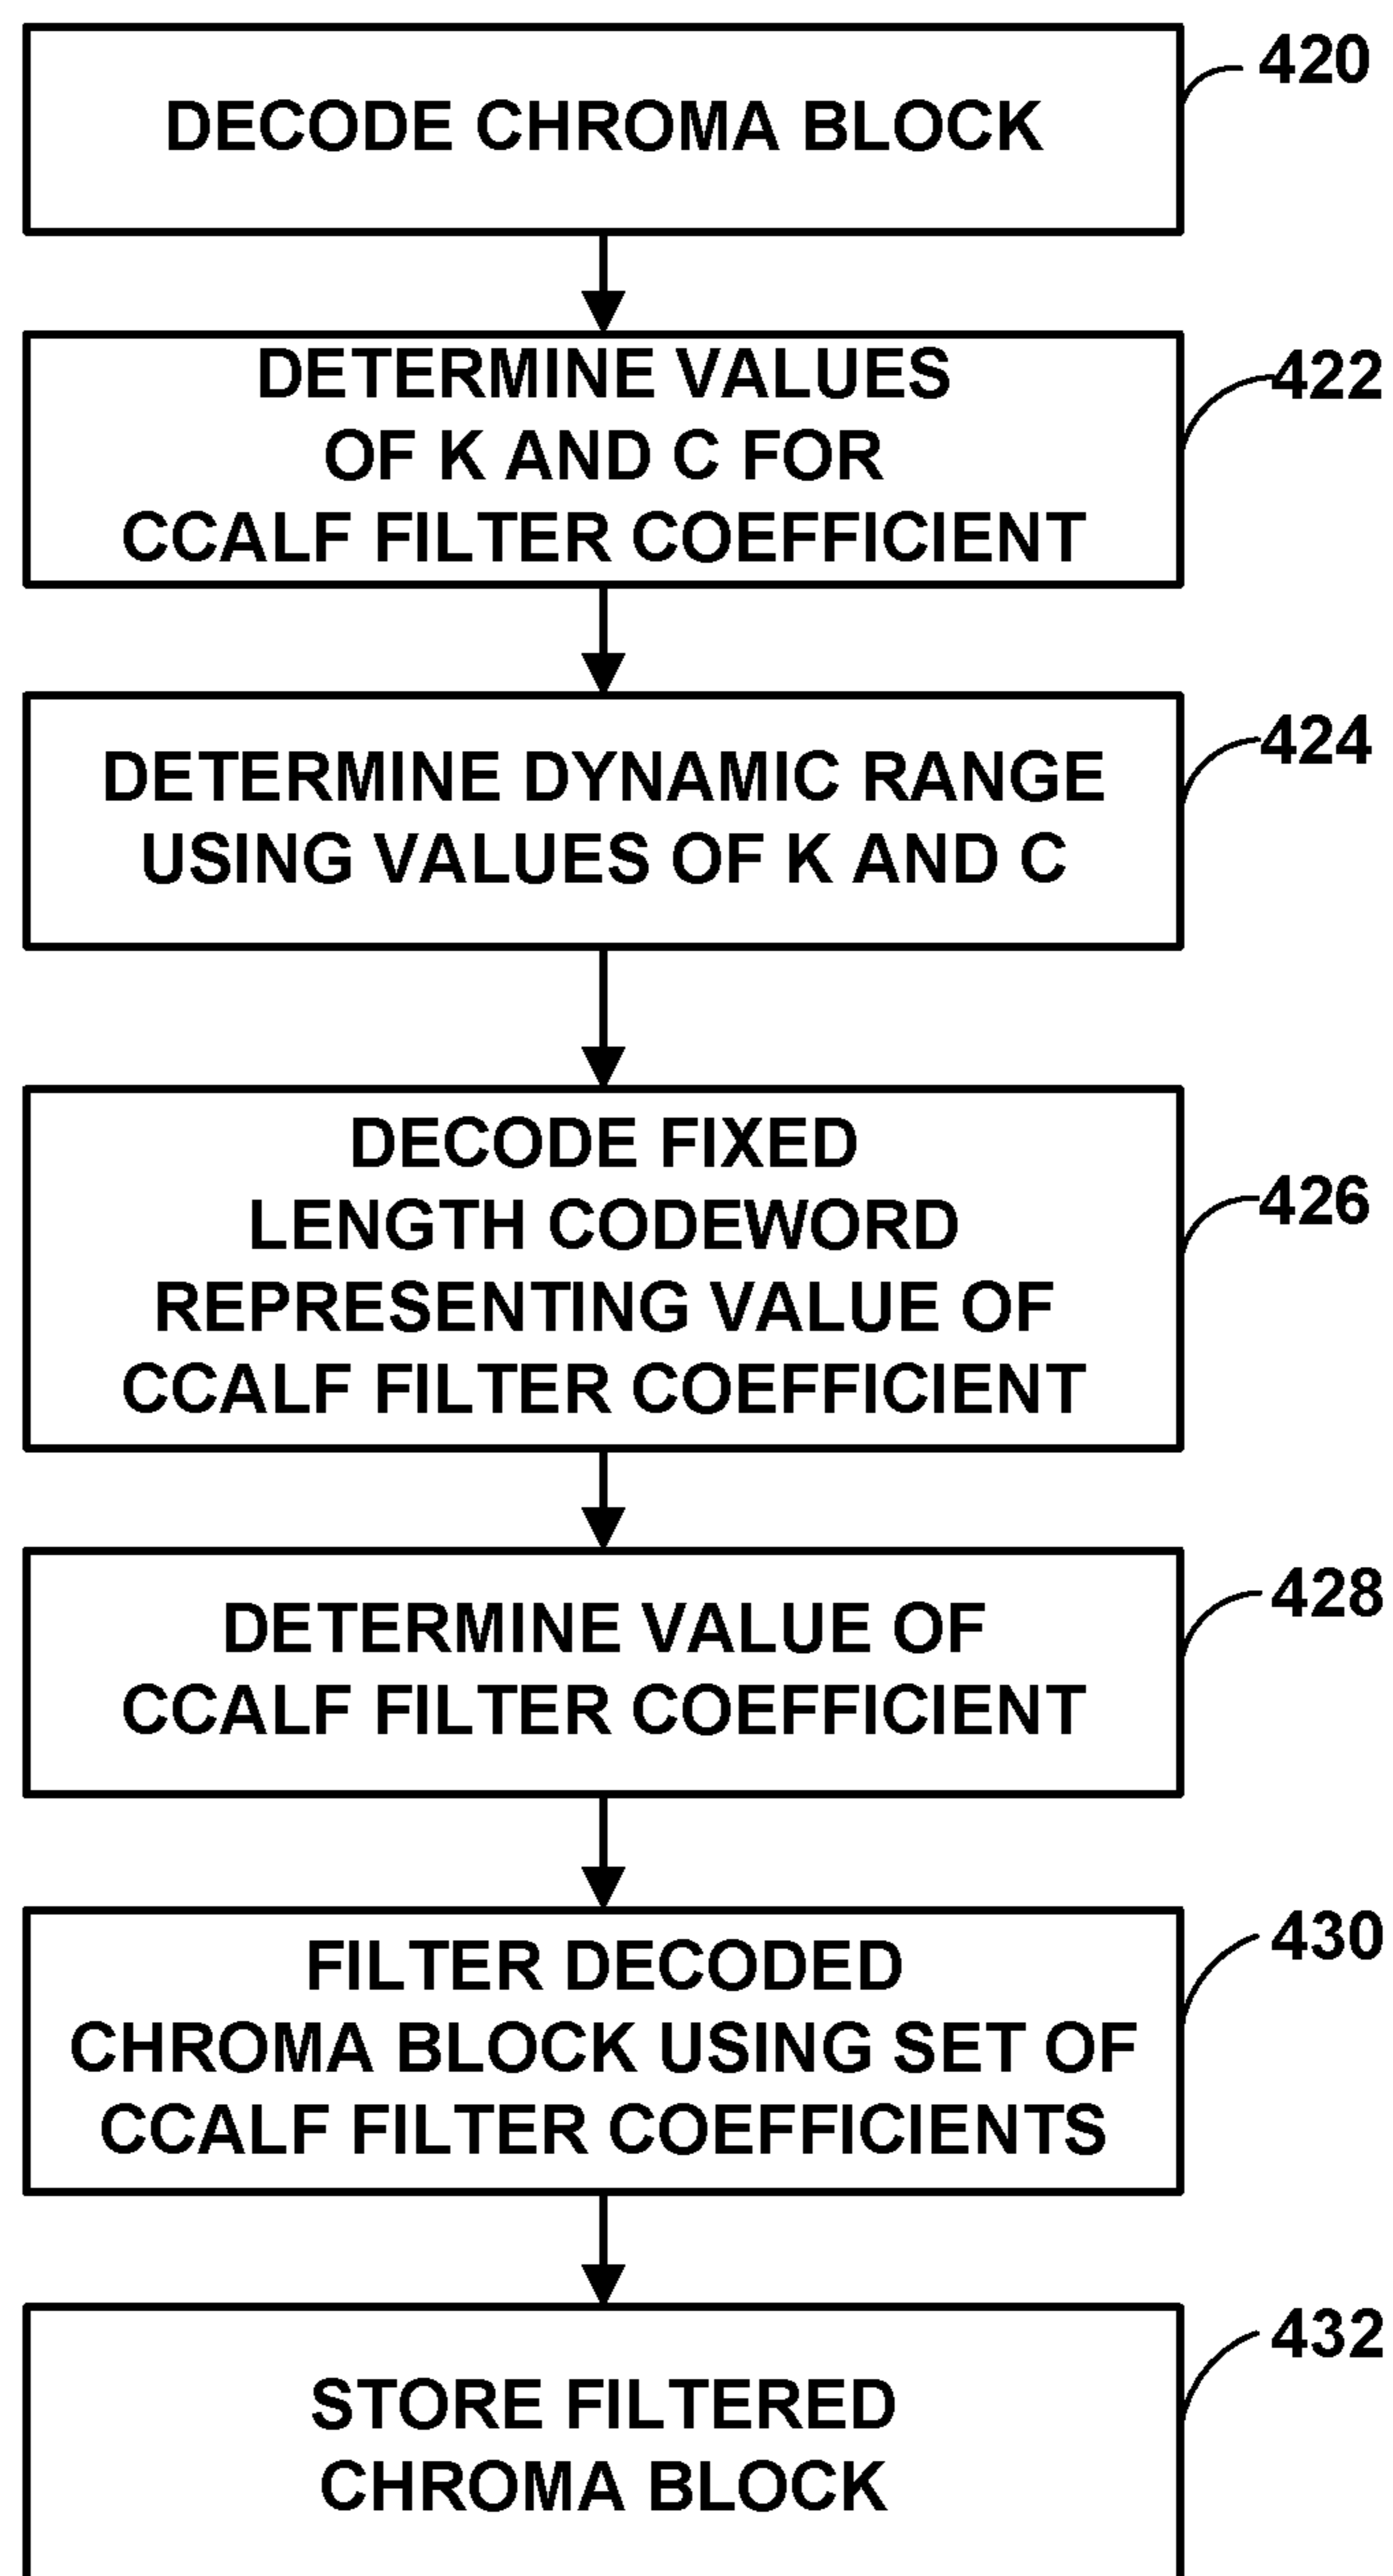 DECODE CHROMA BLOCK
420
DETERMINE VALUES
OF K AND C FOR
CCALF FILTER COEFFICIENT
422
DETERMINE DYNAMIC RANGE
USING VALUES OF K AND C
424
DECODE FIXED
LENGTH CODEWORD
REPRESENTING VALUE OF
CCALF FILTER COEFFICIENT
426
DETERMINE VALUE OF
CCALF FILTER COEFFICIENT
428
FILTER DECODED
CHROMA BLOCK USING SET OF
CCALF FILTER COEFFICIENTS
430
STORE FILTERED
CHROMA BLOCK
432